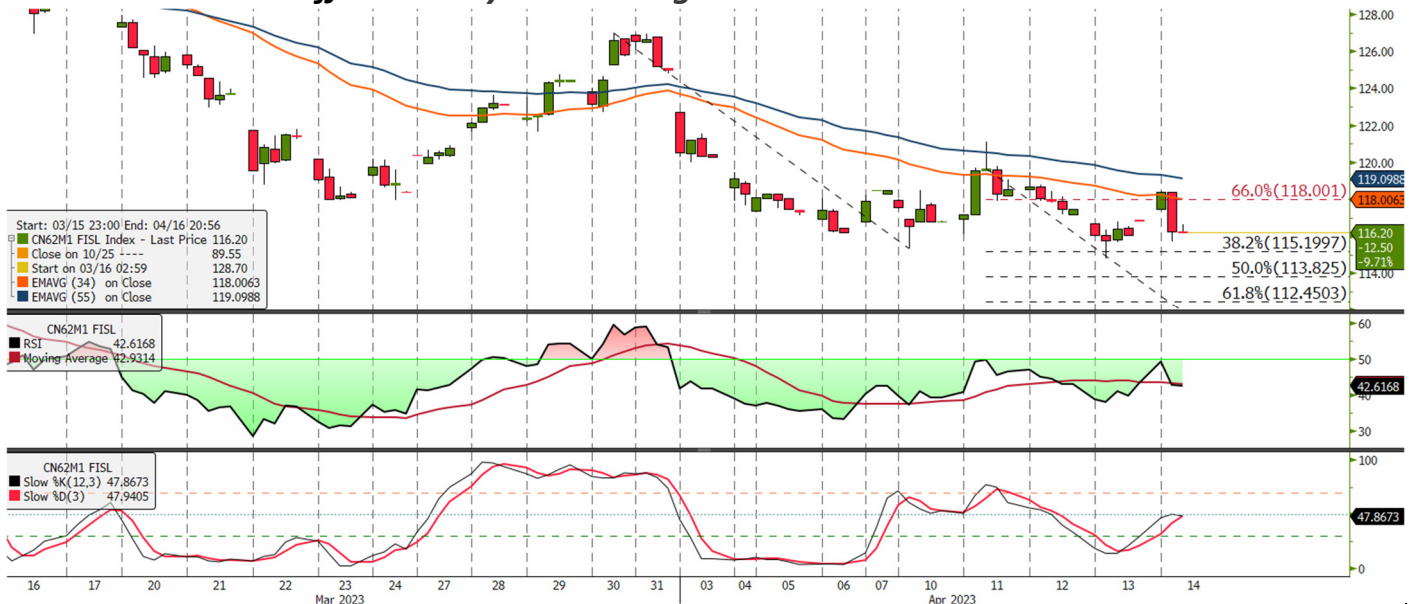 128.00
126.00
124.00
122.00
120.00
119.0988
66.0%(118.001)
118.0063
116.20
-12.50
-9.71%
38.2%(115.1997)
50.0%(113.825)
114.00
61.8%(112.4503)
Start: 03/15 23:00 End: 04/16 20:56
CN62M1 FISL Index - Last Price 116.20
Close on 10/25 ---- 89.55
Start on 03/16 02:59 128.70
EMAVG (34) on Close 118.0063
EMAVG (55) on Close 119.0988
CN62M1 FISL
RSI 42.6168
Moving Average 42.9314
60
50
42.6168
40
30
CN62M1 FISL
Slow %K(12,3) 47.8673
Slow %D(3) 47.9405
100
47.8673
0
16 17 20 21 22 23 24 27 28 29 30 31 03 04 05 06 07 10 11 12 13 14
Mar 2023 Apr 2023